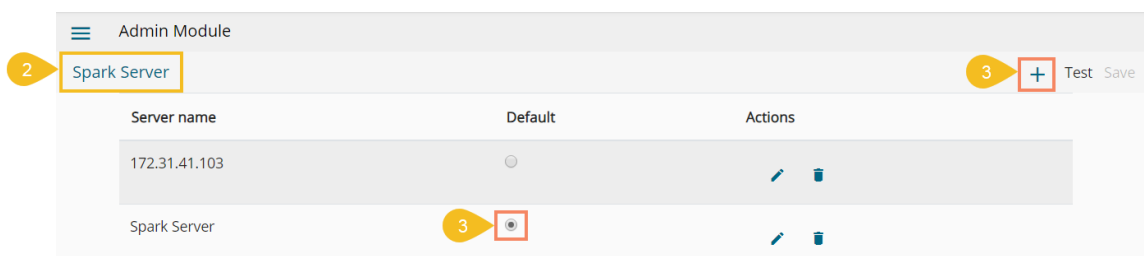 Admin Module
2 Spark Server 3 + Test Save
Server name Default Actions
172.31.41.103
Spark Server 3